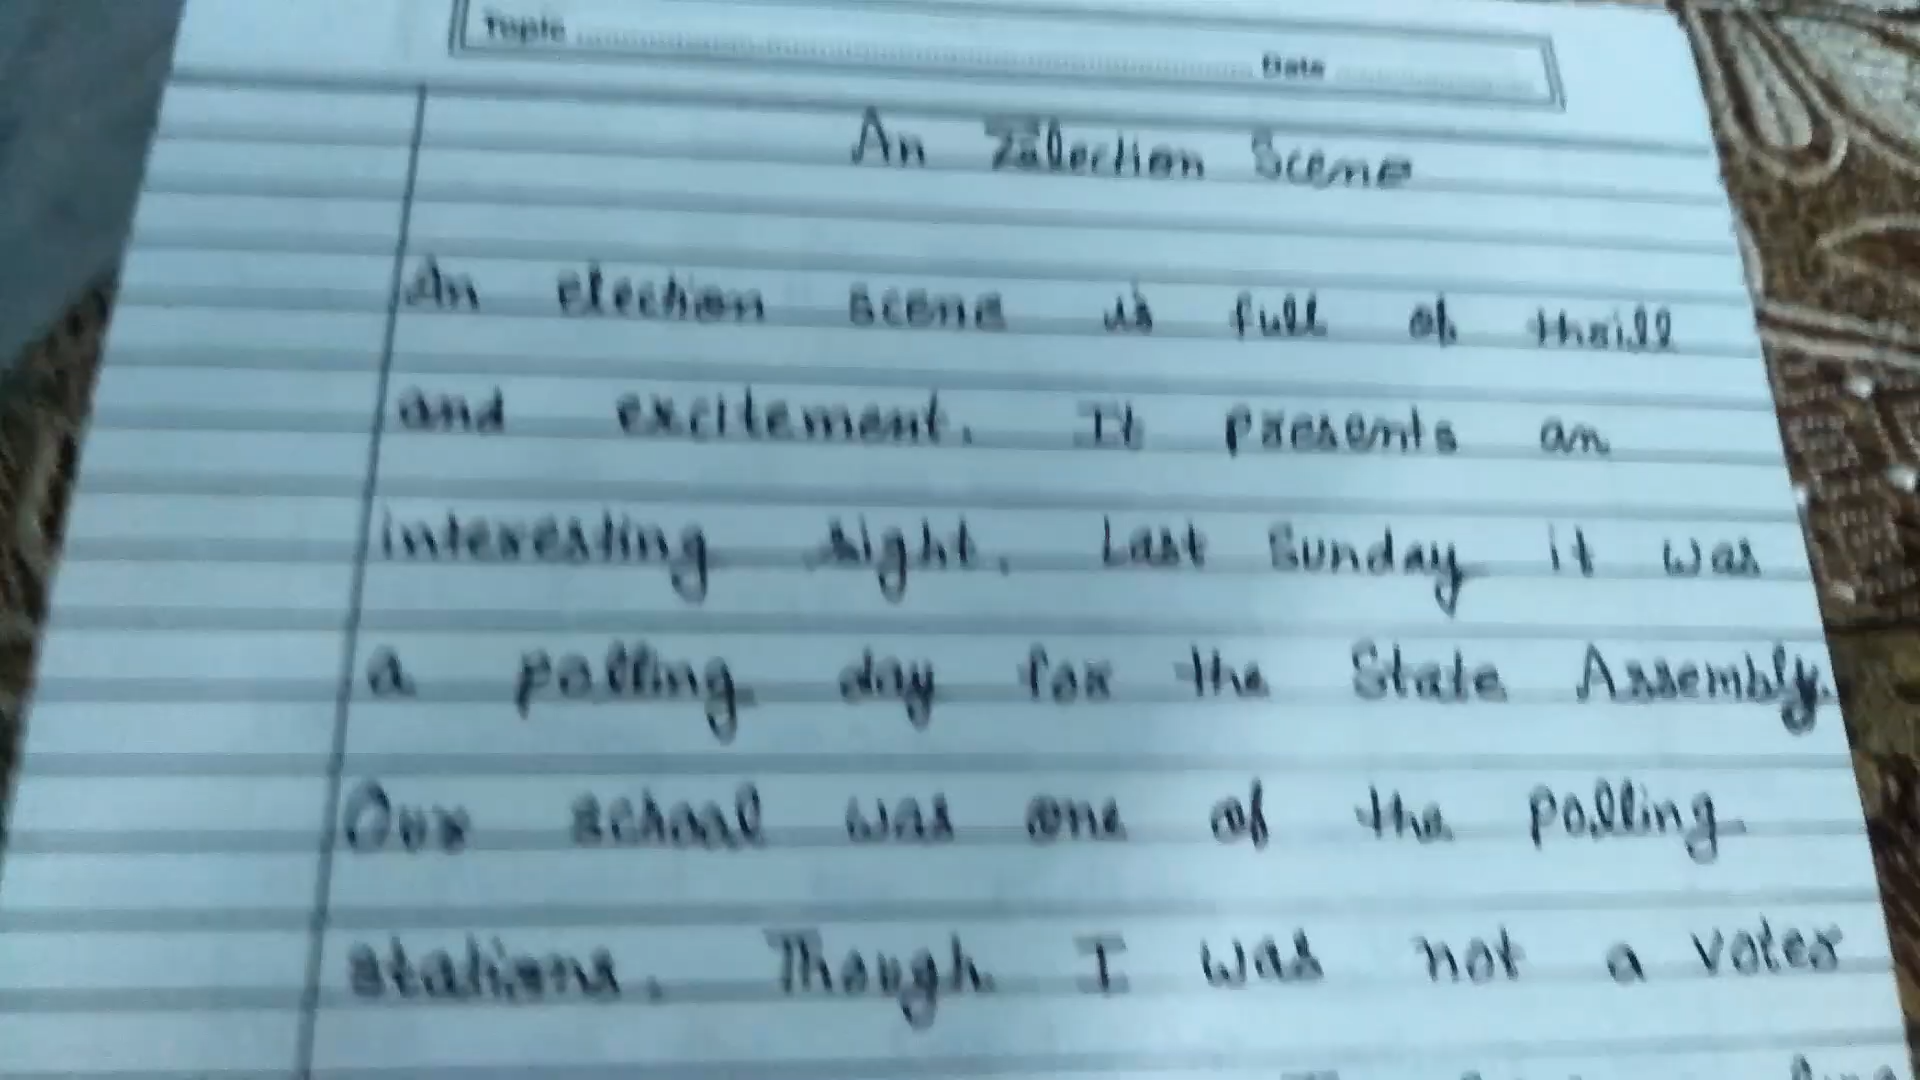 Topic
Date
An Election Scene
An election scene is full of thrill
and excitement. It presents an
interesting sight. Last Sunday it was
a polling day for the State Assembly.
Our school was one of the polling
stations. Though I was not a voter